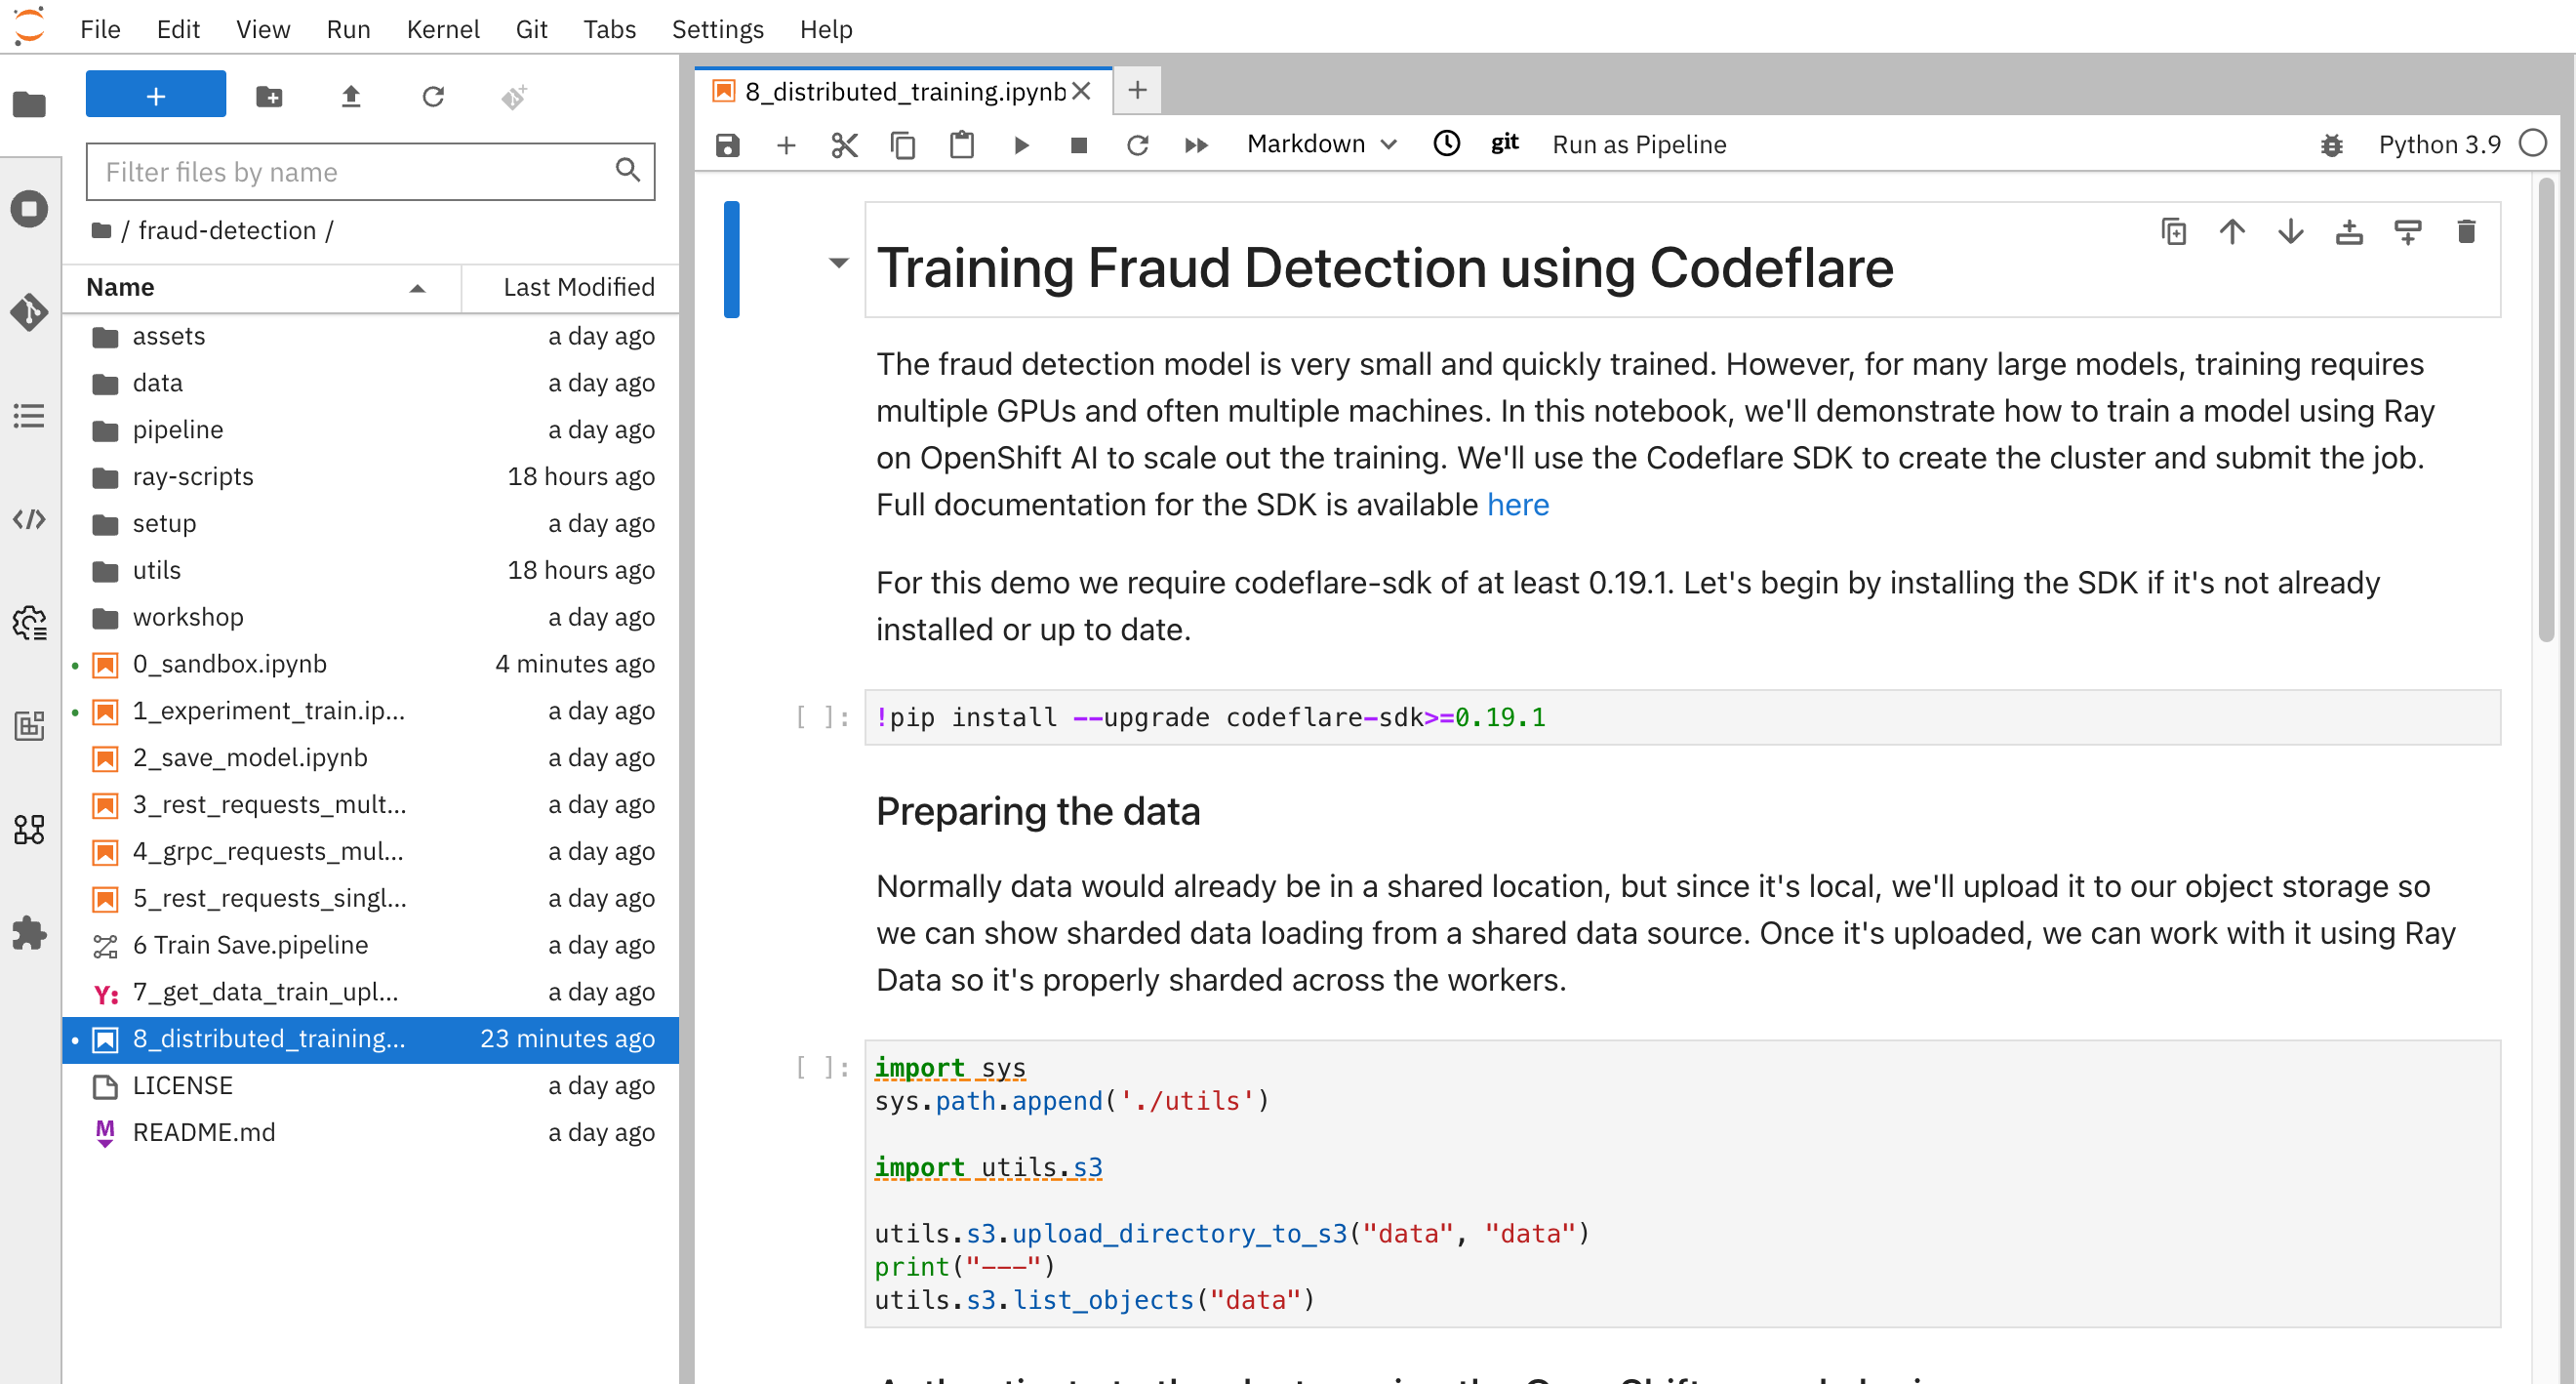 File Edit View Run Kernel Git Tabs Settings Help
Filter files by name
/ fraud-detection /
Name Last Modified
assets a day ago
data a day ago
pipeline a day ago
ray-scripts 18 hours ago
setup a day ago
utils 18 hours ago
workshop a day ago
0_sandbox.ipynb 4 minutes ago
1_experiment_train.ip... a day ago
2_save_model.ipynb a day ago
3_rest_requests_mult... a day ago
4_grpc_requests_mul... a day ago
5_rest_requests_singl... a day ago
6 Train Save.pipeline a day ago
Y: 7_get_data_train_upl... a day ago
8_distributed_training... 23 minutes ago
LICENSE a day ago
M README.md a day ago
8_distributed_training.ipynb
Markdown git Run as Pipeline Python 3.9
Training Fraud Detection using Codeflare
The fraud detection model is very small and quickly trained. However, for many large models, training requires
multiple GPUs and often multiple machines. In this notebook, we'll demonstrate how to train a model using Ray
on OpenShift AI to scale out the training. We'll use the Codeflare SDK to create the cluster and submit the job.
Full documentation for the SDK is available here
For this demo we require codeflare-sdk of at least 0.19.1. Let's begin by installing the SDK if it's not already
installed or up to date.
[ ]: !pip install --upgrade codeflare-sdk>=0.19.1
Preparing the data
Normally data would already be in a shared location, but since it's local, we'll upload it to our object storage so
we can show sharded data loading from a shared data source. Once it's uploaded, we can work with it using Ray
Data so it's properly sharded across the workers.
[ ]: import sys
sys.path.append('./utils')
import utils.s3
utils.s3.upload_directory_to_s3("data", "data")
print("---")
utils.s3.list_objects("data")